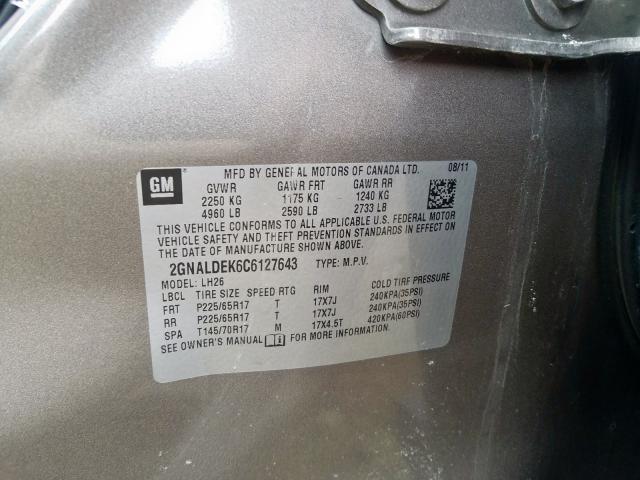 GM
MFD BY GENERAL MOTORS OF CANADA LTD. 08/11
GVWR GAWR FRT GAWR RR
2250 KG 1175 KG 1240 KG
4960 LB 2590 LB 2733 LB
THIS VEHICLE CONFORMS TO ALL APPLICABLE U.S. FEDERAL MOTOR
VEHICLE SAFETY AND THEFT PREVENTION STANDARDS IN EFFECT ON
THE DATE OF MANUFACTURE SHOWN ABOVE.
2GNALDEK6C6127643 TYPE: M.P.V.
MODEL: LH26
LBCL TIRE SIZE SPEED RTG RIM COLD TIRE PRESSURE
FRT P225/65R17 T 17X7J 240KPA(35PSI)
RR P225/65R17 T 17X7J 240KPA(35PSI)
SPA T145/70R17 M 17X4.5T 420KPA(60PSI)
SEE OWNER'S MANUAL FOR MORE INFORMATION.